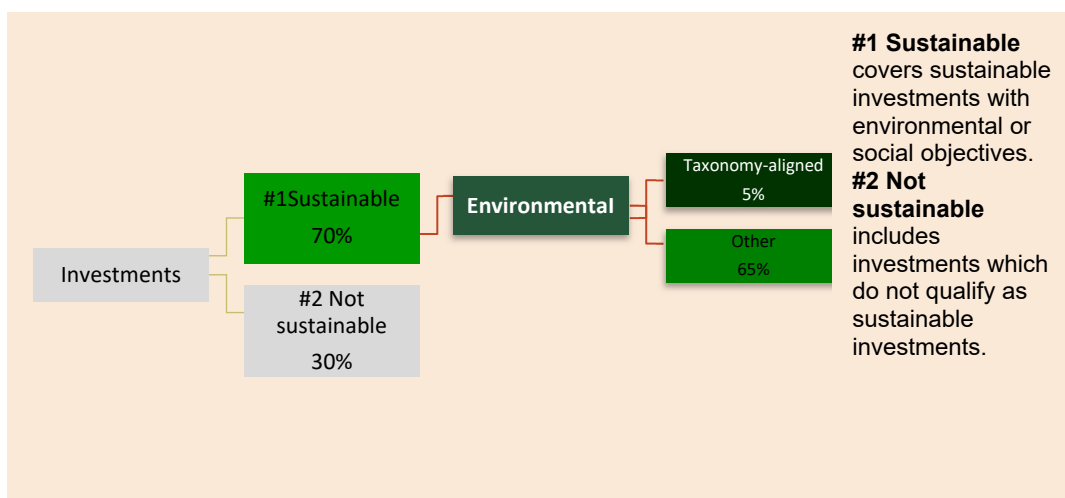 Investments
#1Sustainable
70%
#2 Not
sustainable
30%
Environmental
Taxonomy-aligned
5%
Other
65%
#1 Sustainable
covers sustainable
investments with
environmental or
social objectives.
#2 Not
sustainable
includes
investments which
do not qualify as
sustainable
investments.